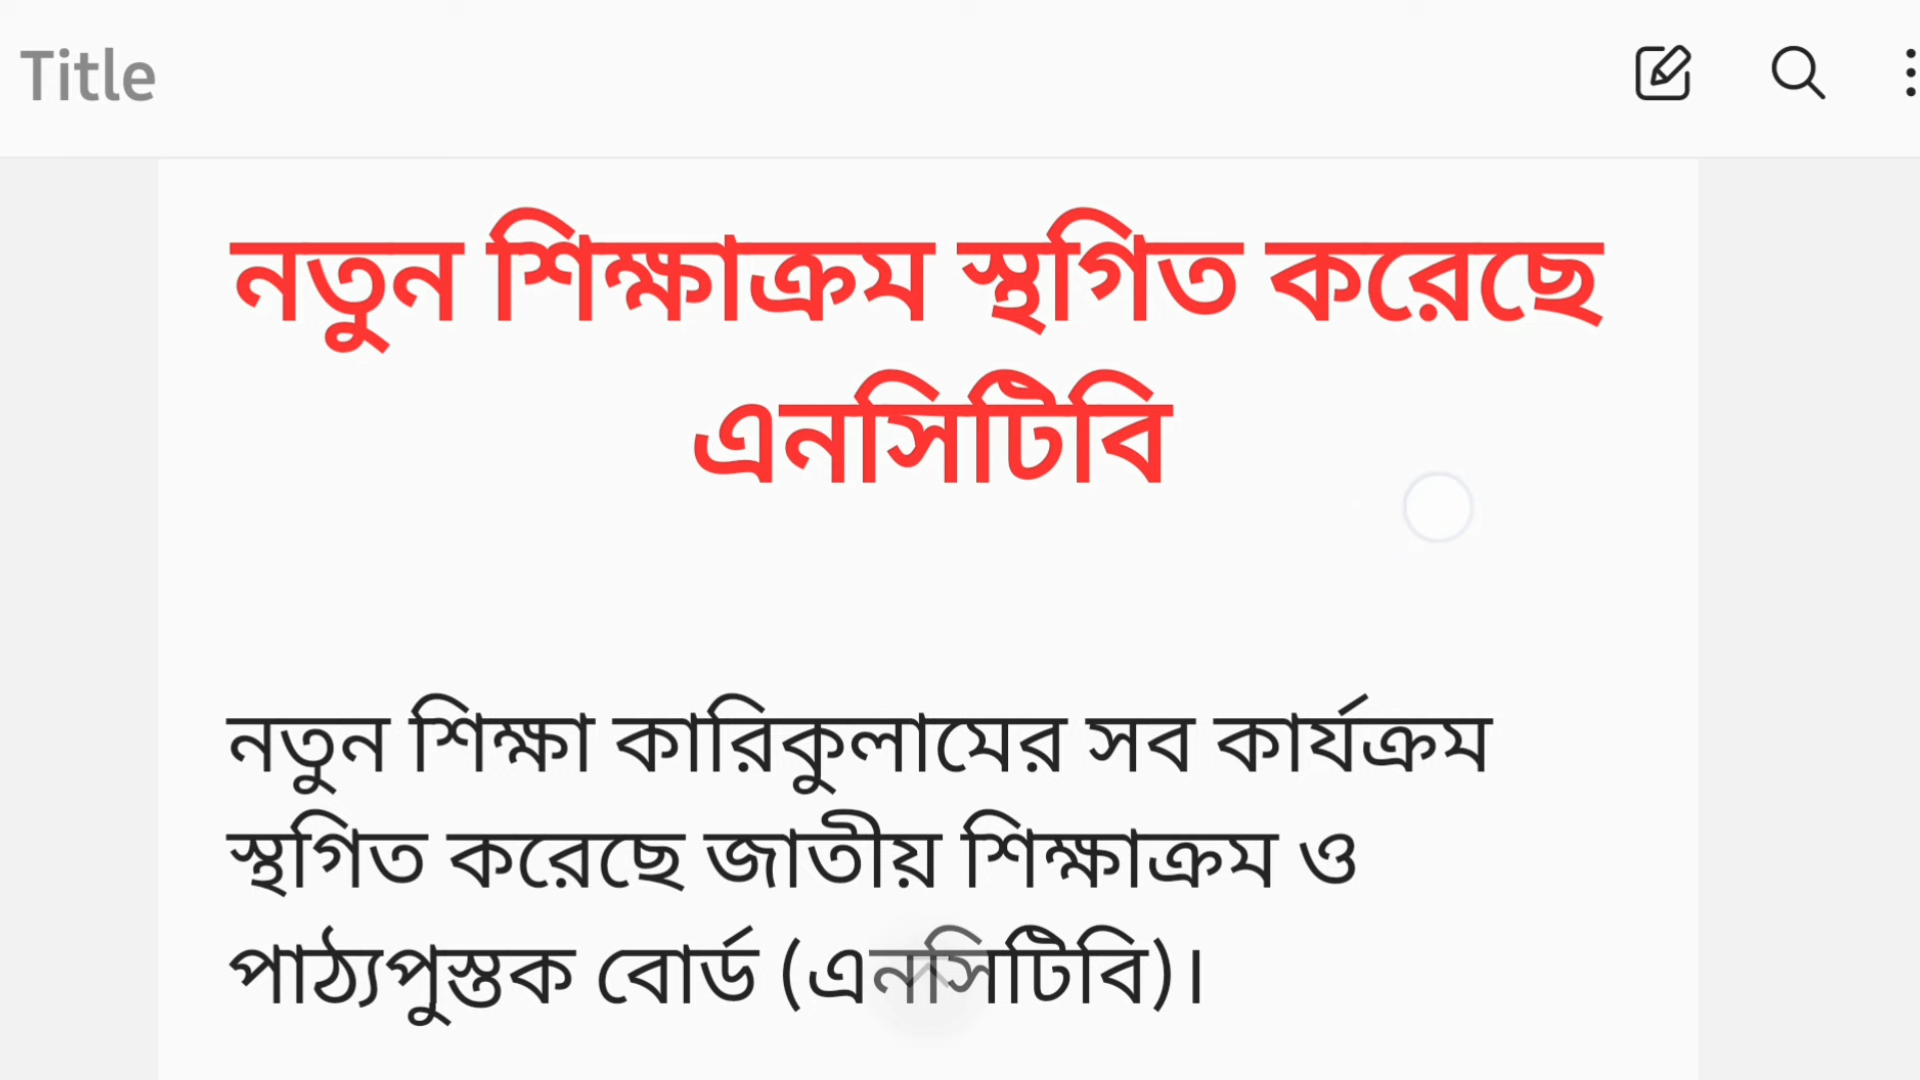 Title
নতুন শিক্ষাক্রম স্থগিত করেছে
এনসিটিবি
নতুন শিক্ষা কারিকুলামের সব কার্যক্রম
স্থগিত করেছে জাতীয় শিক্ষাক্রম ও
পাঠ্যপুস্তক বোর্ড (এনসিটিবি)।